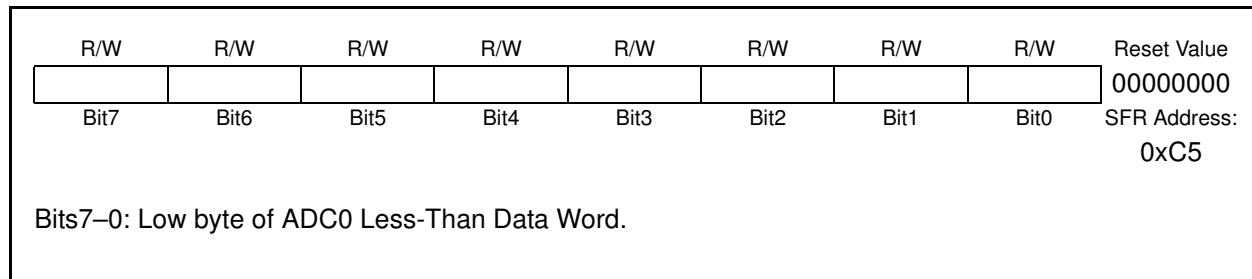 R/W R/W R/W R/W R/W R/W R/W R/W Reset Value
00000000
Bit7 Bit6 Bit5 Bit4 Bit3 Bit2 Bit1 Bit0 SFR Address:
0xC5
Bits7–0: Low byte of ADC0 Less-Than Data Word.